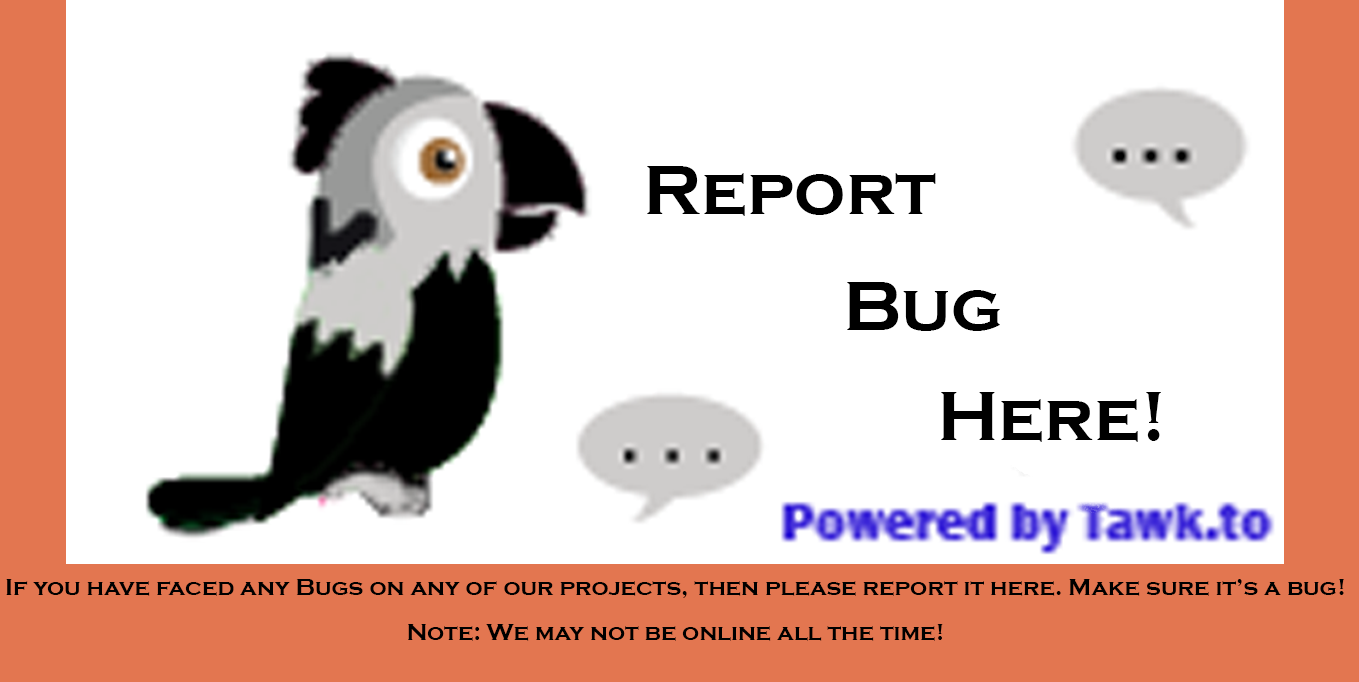 Report
Bug
Here!
. . .
. . .
Powered by Tawk.to
If you have faced any Bugs on any of our projects, then please report it here. Make sure it’s a bug!
Note: We may not be online all the time!